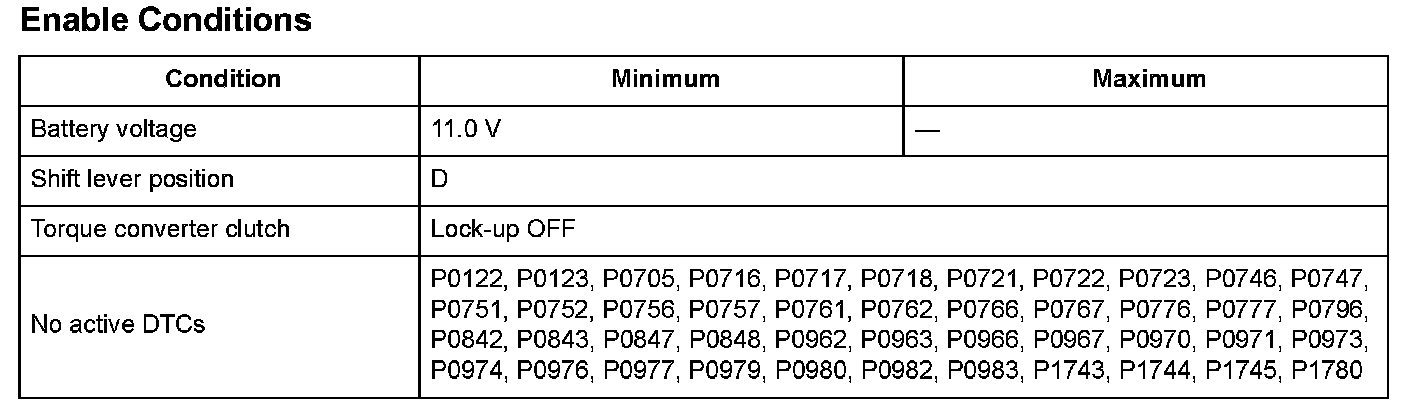 Enable Conditions
Condition Minimum Maximum
Battery voltage 11.0 V —
Shift lever position D
Torque converter clutch Lock-up OFF
No active DTCs P0122, P0123, P0705, P0716, P0717, P0718, P0721, P0722, P0723, P0746, P0747,
P0751, P0752, P0756, P0757, P0761, P0762, P0766, P0767, P0776, P0777, P0796,
P0842, P0843, P0847, P0848, P0962, P0963, P0966, P0967, P0970, P0971, P0973,
P0974, P0976, P0977, P0979, P0980, P0982, P0983, P1743, P1744, P1745, P1780